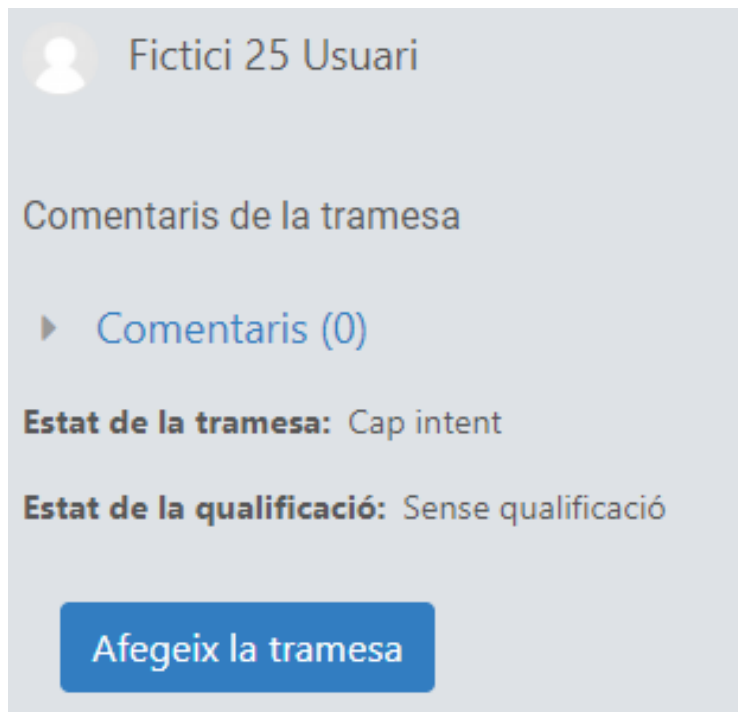 Fictici 25 Usuari
Comentaris de la tramesa
Comentaris (0)
Estat de la tramesa: Cap intent
Estat de la qualificació: Sense qualificació
Afegeix la tramesa